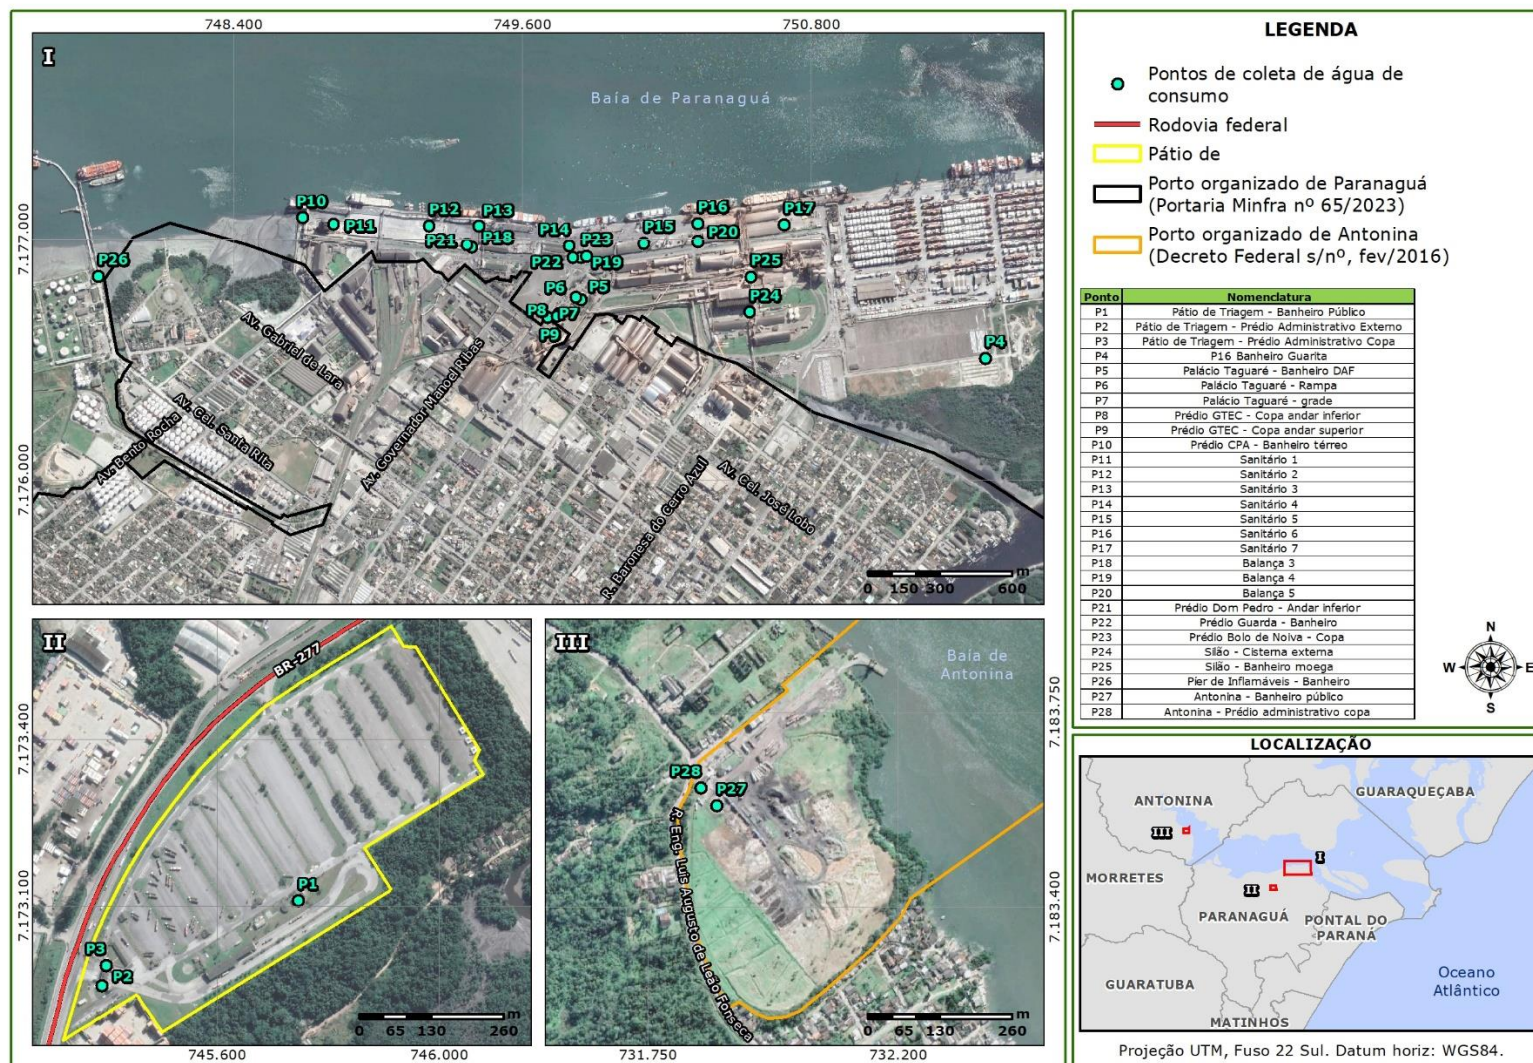 748.400
749.600
750.800
I
Baía de Paranaguá
P10
P11
P12
P13
P16
P17
P14
P15
P23
P20
P21
P18
P22
P19
P26
P25
P6
P5
P24
P8
P7
P9
P4
7.177.000
7.176.000
Av. Gabriel de Lara
Av. Cel. Santa Rita
Av. Bento Rocha
Av. Governador Manoel Ribas
R. Baronesa do Cerro Azul
Av. Cel. José Lobo
m
0 150 300 600
II
BR-277
7.173.400
7.173.100
P1
P3
P2
m
0 65 130 260
745.600
746.000
III
Baía de
Antonina
P28
P27
R. Eng. Luis Augusto de Leão Fonseca
7.183.750
7.183.400
m
0 65 130 260
731.750
732.200
LEGENDA
Pontos de coleta de água de
consumo
Rodovia federal
Pátio de
Porto organizado de Paranaguá
(Portaria Minfra nº 65/2023)
Porto organizado de Antonina
(Decreto Federal s/nº, fev/2016)
Ponto Nomenclatura
P1 Pátio de Triagem - Banheiro Público
P2 Pátio de Triagem - Prédio Administrativo Externo
P3 Pátio de Triagem - Prédio Administrativo Copa
P4 P16 Banheiro Guarita
P5 Palácio Taguaré - Banheiro DAF
P6 Palácio Taguaré - Rampa
P7 Palácio Taguaré - grade
P8 Prédio GTEC - Copa andar inferior
P9 Prédio GTEC - Copa andar superior
P10 Prédio CPA - Banheiro térreo
P11 Sanitário 1
P12 Sanitário 2
P13 Sanitário 3
P14 Sanitário 4
P15 Sanitário 5
P16 Sanitário 6
P17 Sanitário 7
P18 Balança 3
P19 Balança 4
P20 Balança 5
P21 Prédio Dom Pedro - Andar inferior
P22 Prédio Guarda - Banheiro
P23 Prédio Bolo de Noiva - Copa
P24 Silão - Cisterna externa
P25 Silão - Banheiro moega
P26 Pier de Inflamáveis - Banheiro
P27 Antonina - Banheiro público
P28 Antonina - Prédio administrativo copa
N
W E
S
LOCALIZAÇÃO
ANTONINA
GUARAQUEÇABA
III
I
MORRETES
II
PARANAGUÁ
PONTAL DO
PARANÁ
GUARATUBA
Oceano
Atlântico
MATINHOS
Projeção UTM, Fuso 22 Sul. Datum horiz: WGS84.